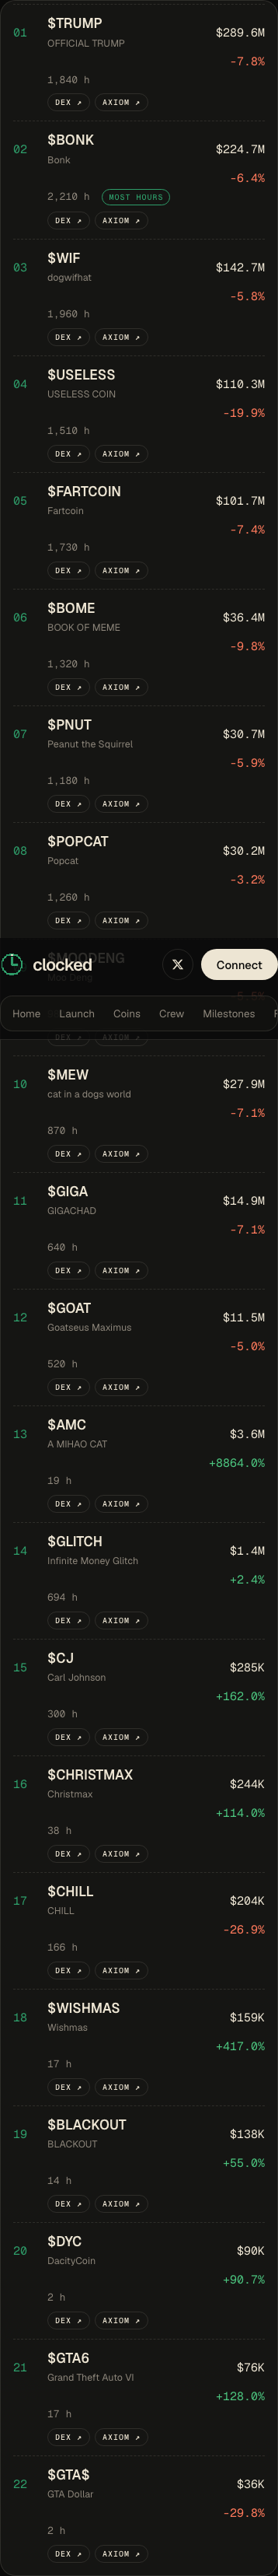 01
$TRUMP
$289.6M
OFFICIAL TRUMP
-7.8%
1,840 h
DEX ↗ AXIOM ↗
02
$BONK
$224.7M
Bonk
-6.4%
2,210 h MOST HOURS
DEX ↗ AXIOM ↗
03
$WIF
$142.7M
dogwifhat
-5.8%
1,960 h
DEX ↗ AXIOM ↗
04
$USELESS
$110.3M
USELESS COIN
-19.9%
1,510 h
DEX ↗ AXIOM ↗
05
$FARTCOIN
$101.7M
Fartcoin
-7.4%
1,730 h
DEX ↗ AXIOM ↗
06
$BOME
$36.4M
BOOK OF MEME
-9.8%
1,320 h
DEX ↗ AXIOM ↗
07
$PNUT
$30.7M
Peanut the Squirrel
-5.9%
1,180 h
DEX ↗ AXIOM ↗
08
$POPCAT
$30.2M
Popcat
-3.2%
1,260 h
DEX ↗ AXIOM ↗
$MOODENG
clocked
X Connect
Moo Deng
Home Launch Coins Crew Milestones
DEX ↗ AXIOM ↗
10
$MEW
$27.9M
cat in a dogs world
-7.1%
870 h
DEX ↗ AXIOM ↗
11
$GIGA
$14.9M
GIGACHAD
-7.1%
640 h
DEX ↗ AXIOM ↗
12
$GOAT
$11.5M
Goatseus Maximus
-5.0%
520 h
DEX ↗ AXIOM ↗
13
$AMC
$3.6M
A MIHAO CAT
+8864.0%
19 h
DEX ↗ AXIOM ↗
14
$GLITCH
$1.4M
Infinite Money Glitch
+2.4%
694 h
DEX ↗ AXIOM ↗
15
$CJ
$285K
Carl Johnson
+162.0%
300 h
DEX ↗ AXIOM ↗
16
$CHRISTMAX
$244K
Christmax
+114.0%
38 h
DEX ↗ AXIOM ↗
17
$CHILL
$204K
CHILL
-26.9%
166 h
DEX ↗ AXIOM ↗
18
$WISHMAS
$159K
Wishmas
+417.0%
17 h
DEX ↗ AXIOM ↗
19
$BLACKOUT
$138K
BLACKOUT
+55.0%
14 h
DEX ↗ AXIOM ↗
20
$DYC
$90K
DacityCoin
+90.7%
2 h
DEX ↗ AXIOM ↗
21
$GTA6
$76K
Grand Theft Auto VI
+128.0%
17 h
DEX ↗ AXIOM ↗
22
$GTA$
$36K
GTA Dollar
-29.8%
2 h
DEX ↗ AXIOM ↗